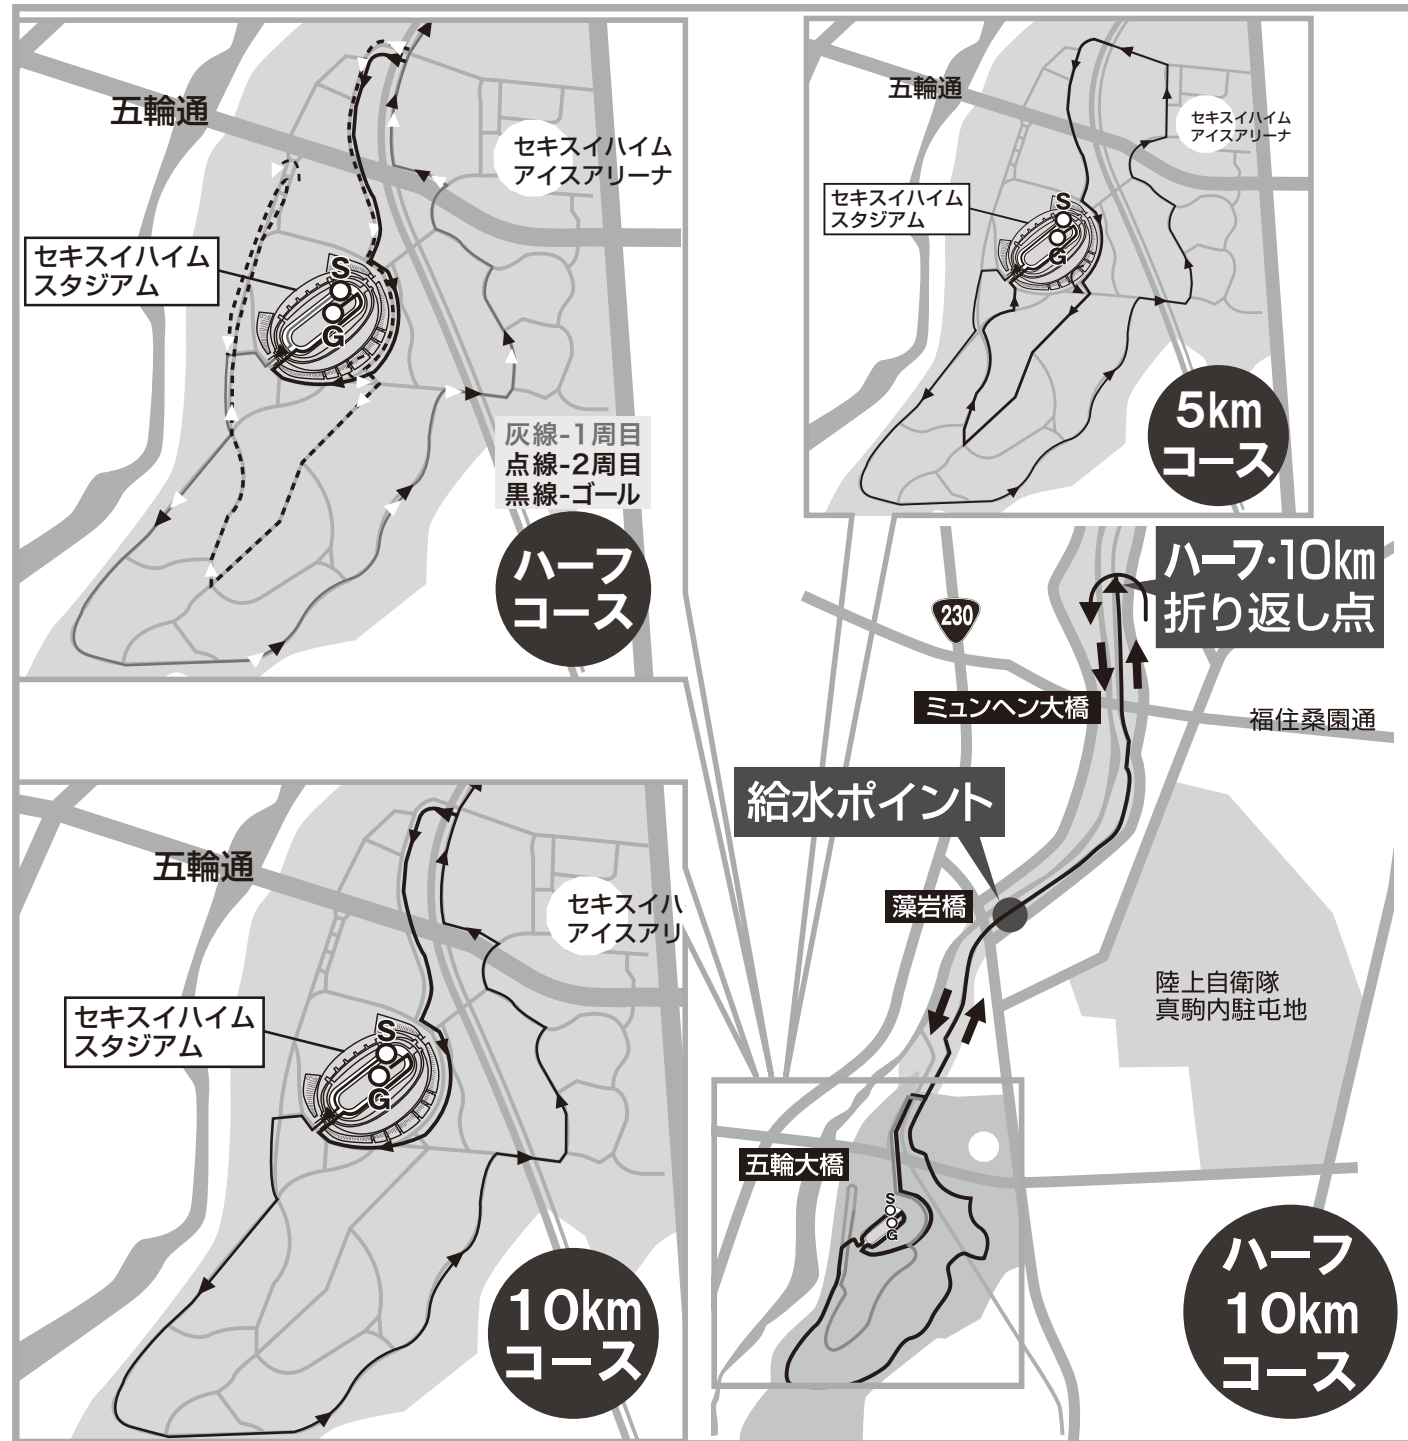 五輪通
セキスイハイム
アイスアリーナ
セキスイハイム
スタジアム
S
G
灰線-1周目
点線-2周目
黒線-ゴール
ハーフ
コース
五輪通
セキスイハイム
アイスアリーナ
セキスイハイム
スタジアム
S
G
5km
コース
五輪通
セキスイハ
アイスアリ
セキスイハイム
スタジアム
S
G
10km
コース
ハーフ・10km
折り返し点
230
ミュンヘン大橋
福住桑園通
給水ポイント
藻岩橋
陸上自衛隊
真駒内駐屯地
五輪大橋
S
G
ハーフ
10km
コース